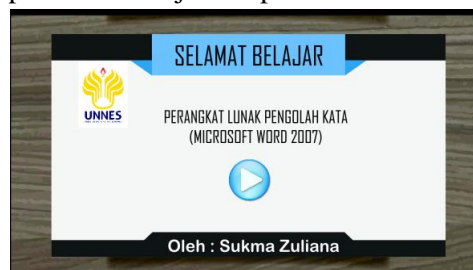 SELAMAT BELAJAR
UNNES
PERANGKAT LUNAK PENGOLAH KATA
(MICROSOFT WORD 2007)
Oleh : Sukma Zuliana